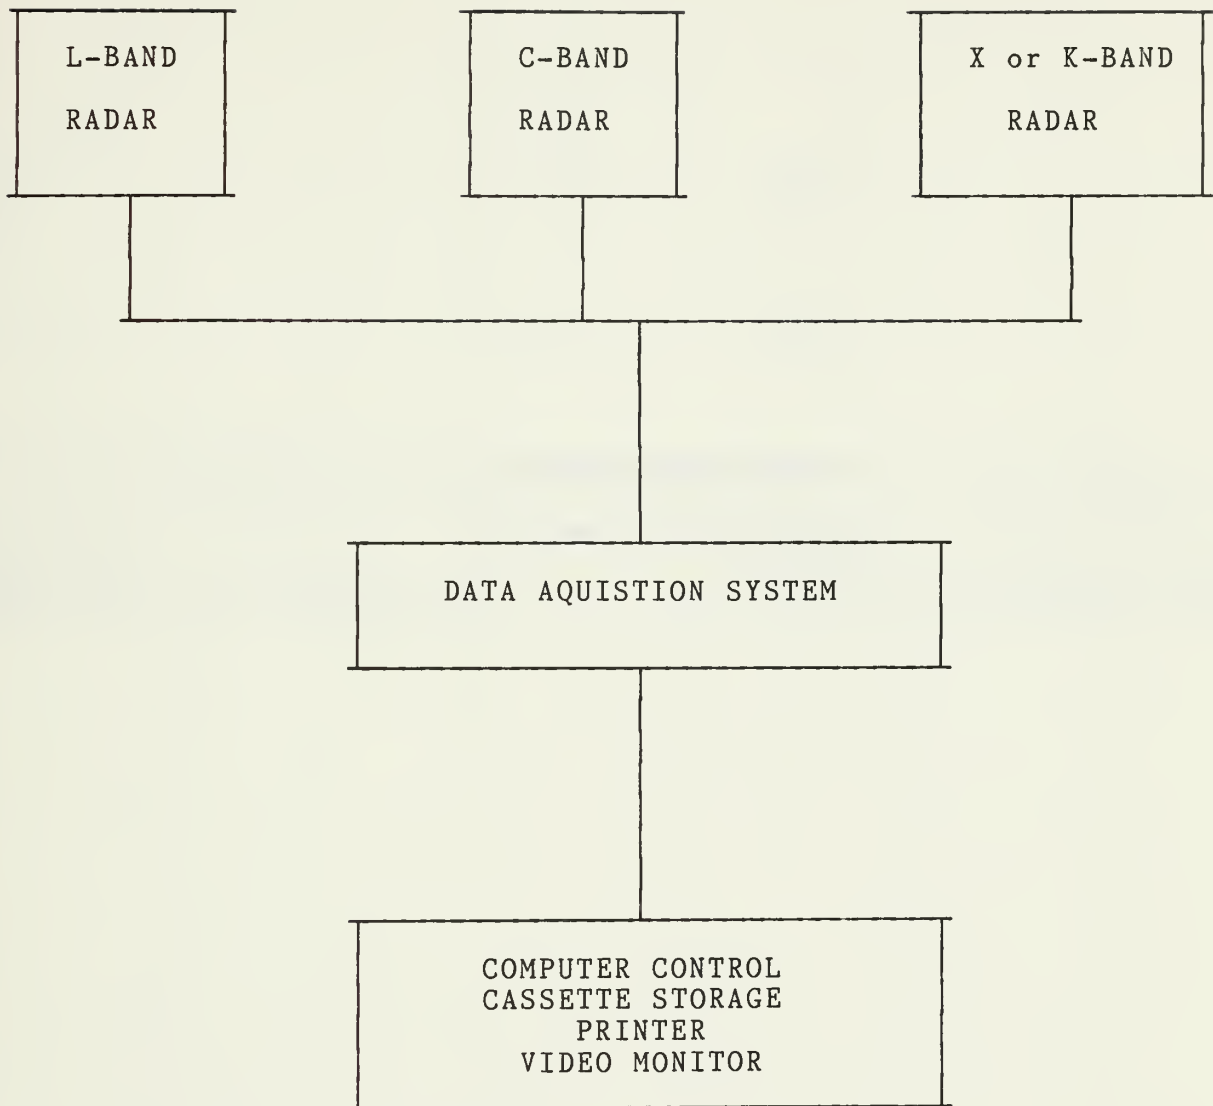 L-BAND
RADAR
C-BAND
RADAR
X or K-BAND
RADAR
DATA AQUISTION SYSTEM
COMPUTER CONTROL
CASSETTE STORAGE
PRINTER
VIDEO MONITOR